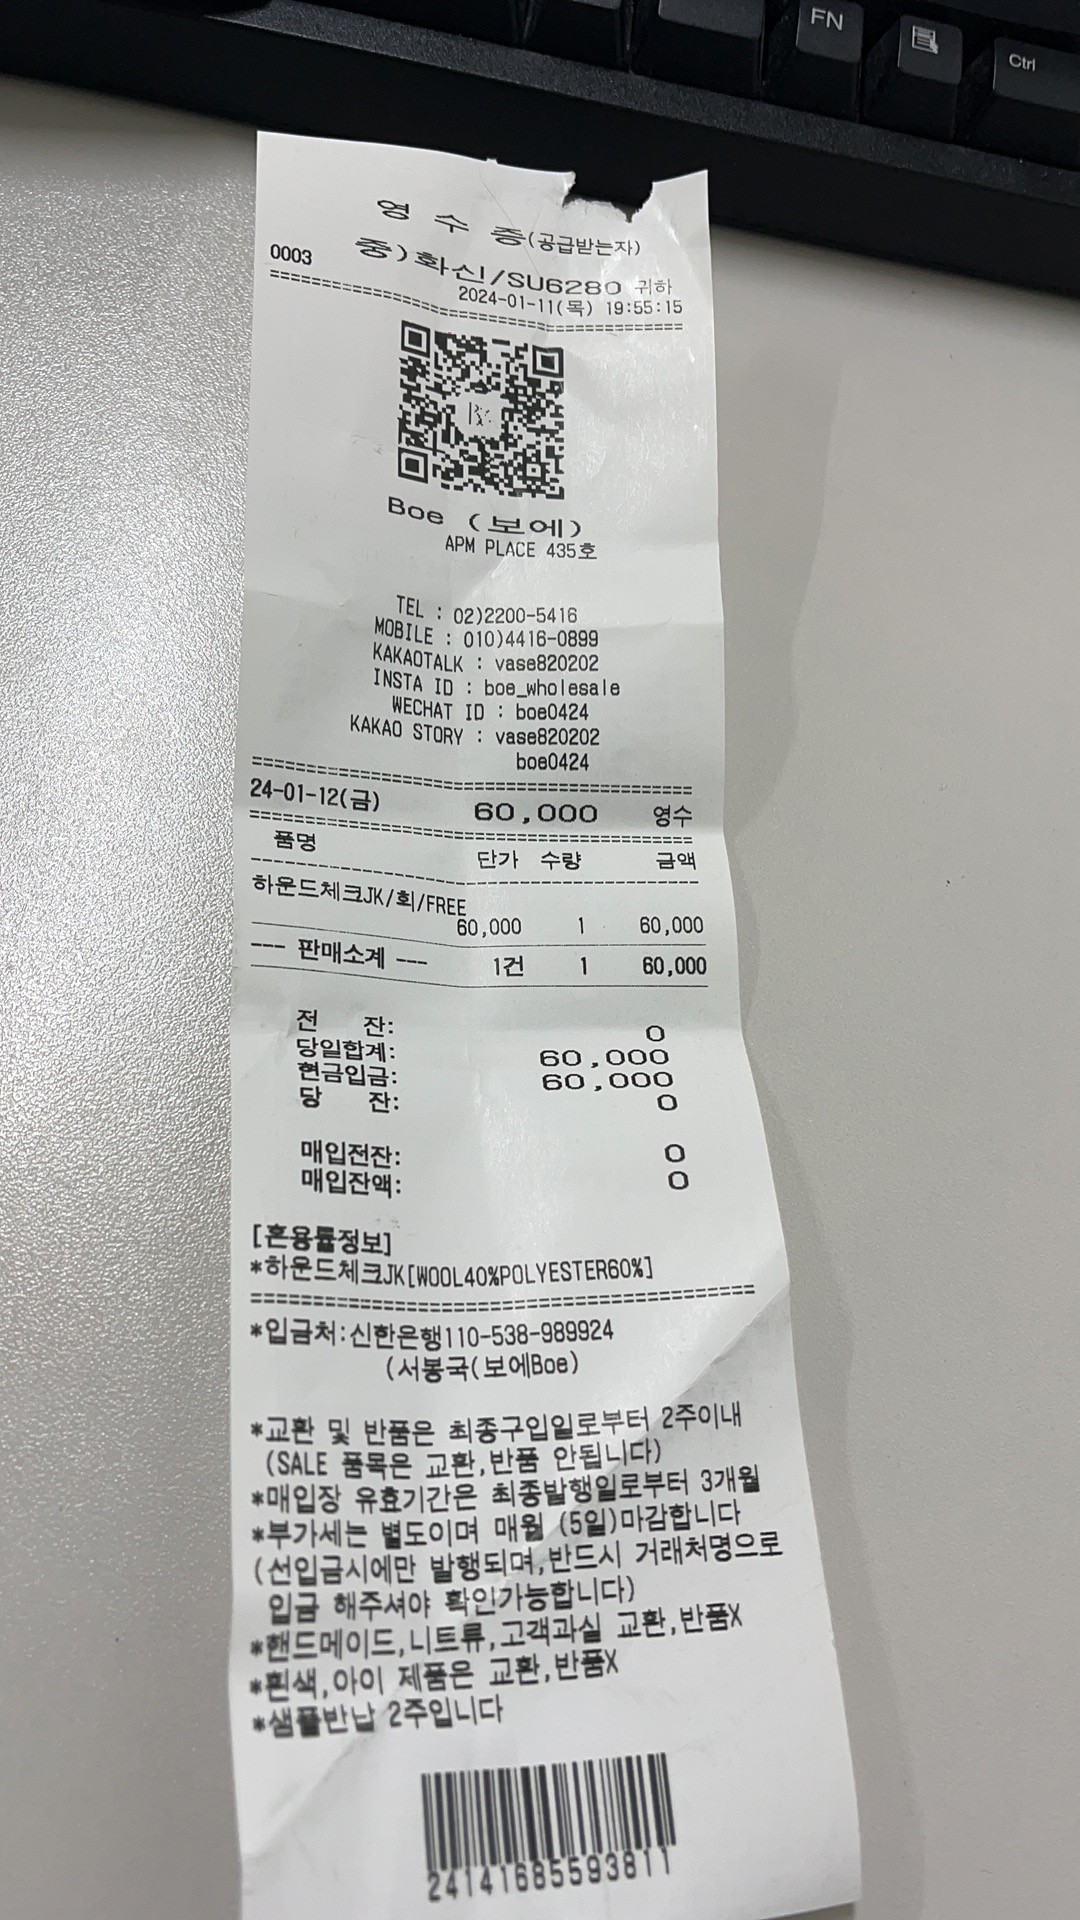 FN
Ctrl
영 수 증(공급받는자)
0003 중)화신/SU6280 귀하
2024-01-11(목) 19:55:15
Boe (보에)
APM PLACE 435호
TEL : 02)2200-5416
MOBILE : 010)4416-0899
KAKAOTALK : vase820202
INSTA ID : boe_wholesale
WECHAT ID : boe0424
KAKAO STORY : vase820202
boe0424
24-01-12(금) 60,000 영수
품명 단가 수량 금액
하운드체크JK/회/FREE
60,000 1 60,000
--- 판매소계 --- 1건 1 60,000
전 잔: 0
당일합계: 60,000
현금입금: 60,000
당 잔: 0
매입전잔: 0
매입잔액: 0
[혼용률정보]
*하운드체크JK[WOOL40%POLYESTER60%]
*입금처:신한은행110-538-989924
(서봉국(보에Boe)
*교환 및 반품은 최종구입일로부터 2주이내
(SALE 품목은 교환,반품 안됩니다)
*매입장 유효기간은 최종발행일로부터 3개월
*부가세는 별도이며 매월 (5일)마감합니다
(선입금시에만 발행되며,반드시 거래처명으로
입금 해주셔야 확인가능합니다)
*핸드메이드,니트류,고객과실 교환,반품X
*흰색,아이 제품은 교환,반품X
*샘플반납 2주입니다
24141685593811